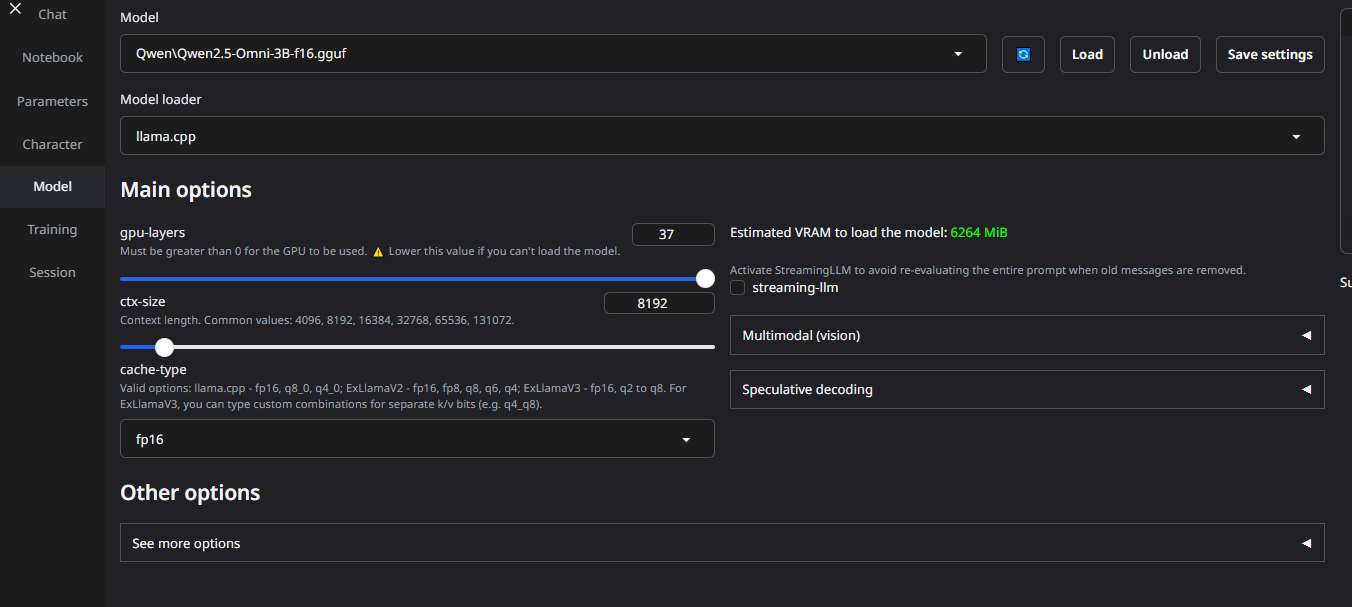 Chat
Notebook
Parameters
Character
Model
Training
Session
Model
Qwen\Qwen2.5-Omni-3B-f16.gguf
Load
Unload
Save settings
Model loader
llama.cpp
Main options
gpu-layers
37
Must be greater than 0 for the GPU to be used. ⚠ Lower this value if you can't load the model.
ctx-size
8192
Context length. Common values: 4096, 8192, 16384, 32768, 65536, 131072.
cache-type
Valid options: llama.cpp - fp16, q8_0, q4_0; ExLlamaV2 - fp16, fp8, q8, q6, q4; ExLlamaV3 - fp16, q2 to q8. For
ExLlamaV3, you can type custom combinations for separate k/v bits (e.g. q4_q8).
fp16
Estimated VRAM to load the model: 6264 MiB
Activate StreamingLLM to avoid re-evaluating the entire prompt when old messages are removed.
streaming-llm
Multimodal (vision)
Speculative decoding
Other options
See more options